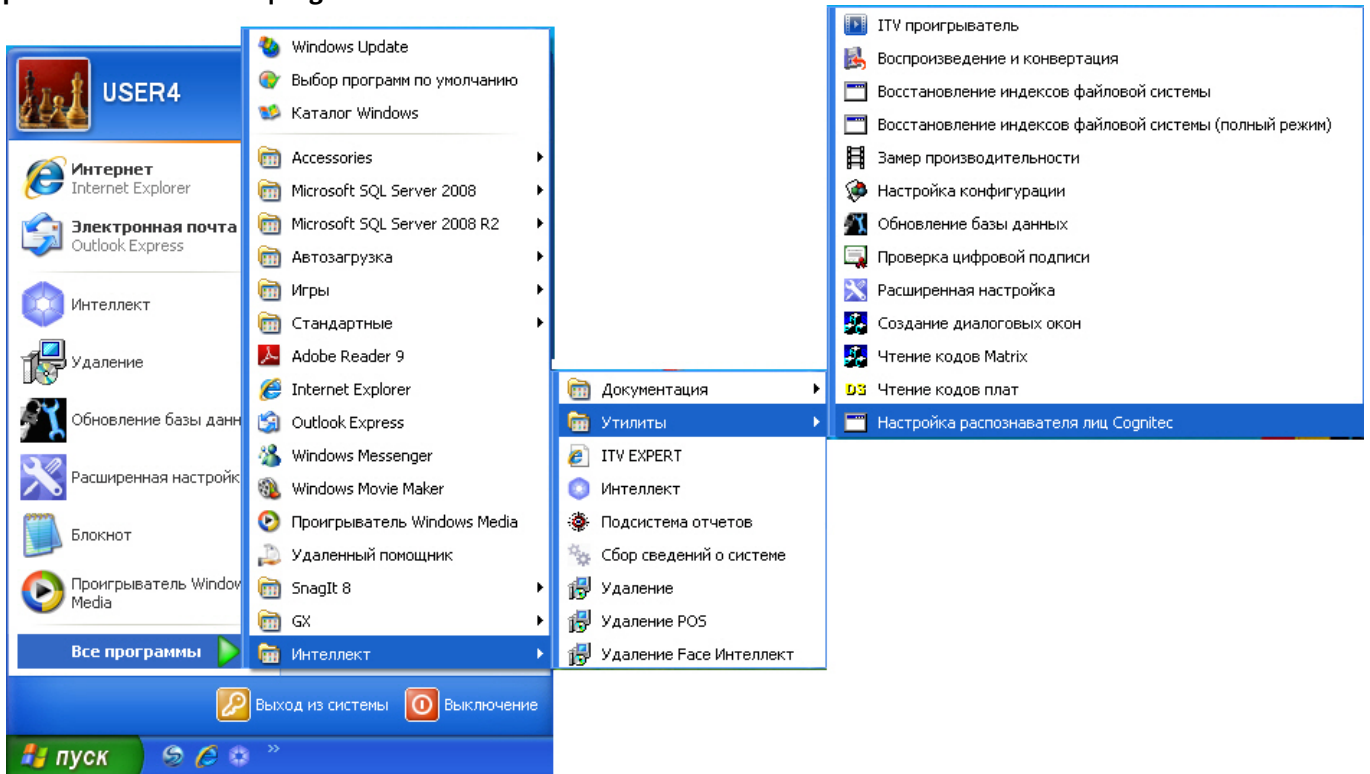 USER4
Интернет
Internet Explorer
Электронная почта
Outlook Express
Интеллект
Удаление
Обновление базы данн
Расширенная настройк
Блокнот
Проигрыватель Window
Media
Все программы
Windows Update
Выбор программ по умолчанию
Каталог Windows
Accessories
Microsoft SQL Server 2008
Microsoft SQL Server 2008 R2
Автозагрузка
Игры
Стандартные
Adobe Reader 9
Internet Explorer
Outlook Express
Windows Messenger
Windows Movie Maker
Проигрыватель Windows Media
Удаленный помощник
SnagIt 8
GX
Интеллект
Документация
Утилиты
ITV EXPERT
Интеллект
Подсистема отчетов
Сбор сведений о системе
Удаление
Удаление POS
Удаление Face Интеллект
ITV проигрыватель
Воспроизведение и конвертация
Восстановление индексов файловой системы
Восстановление индексов файловой системы (полный режим)
Замер производительности
Настройка конфигурации
Обновление базы данных
Проверка цифровой подписи
Расширенная настройка
Создание диалоговых окон
Чтение кодов Matrix
Чтение кодов плат
Настройка распознавателя лиц Cognitec
Выход из системы
Выключение
пуск